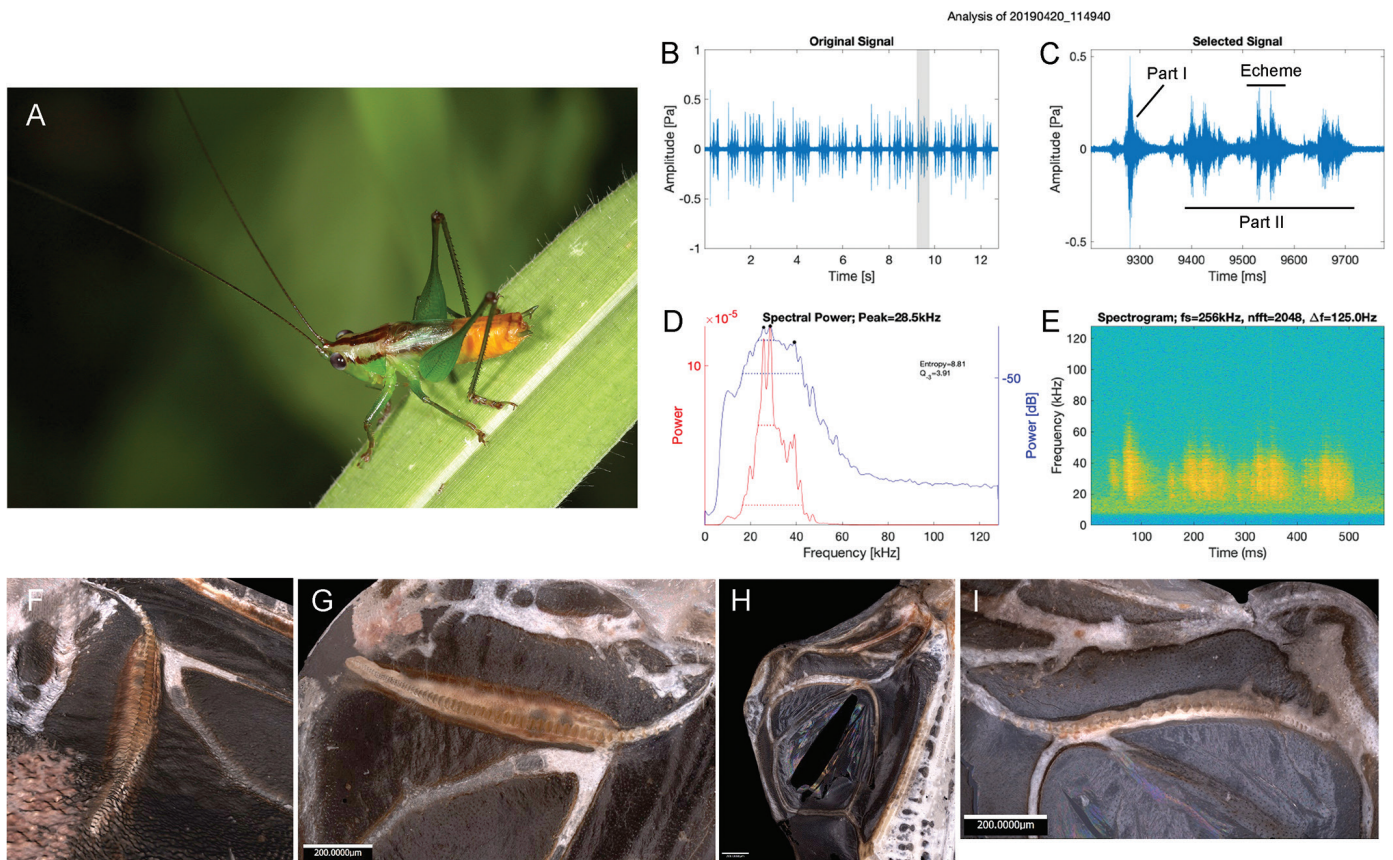 Analysis of 20190420_114940
A
B
Original Signal
Amplitude [Pa]
1
0.5
0
-0.5
-1
0 2 4 6 8 10 12
Time [s]
C
Selected Signal
Amplitude [Pa]
0.5
0
-0.5
Part I
Echeme
Part II
9300 9400 9500 9600 9700
Time [ms]
D
×10⁻⁵
Spectral Power; Peak=28.5kHz
Power
10
Entropy=8.81
Q₋₃=3.91
-50
Power [dB]
0 20 40 60 80 100 120
Frequency [kHz]
E
Spectrogram; fs=256kHz, nfft=2048, Δf=125.0Hz
Frequency (kHz)
120
100
80
60
40
20
0
100 200 300 400 500
Time (ms)
F
G
200.0000µm
H
I
200.0000µm